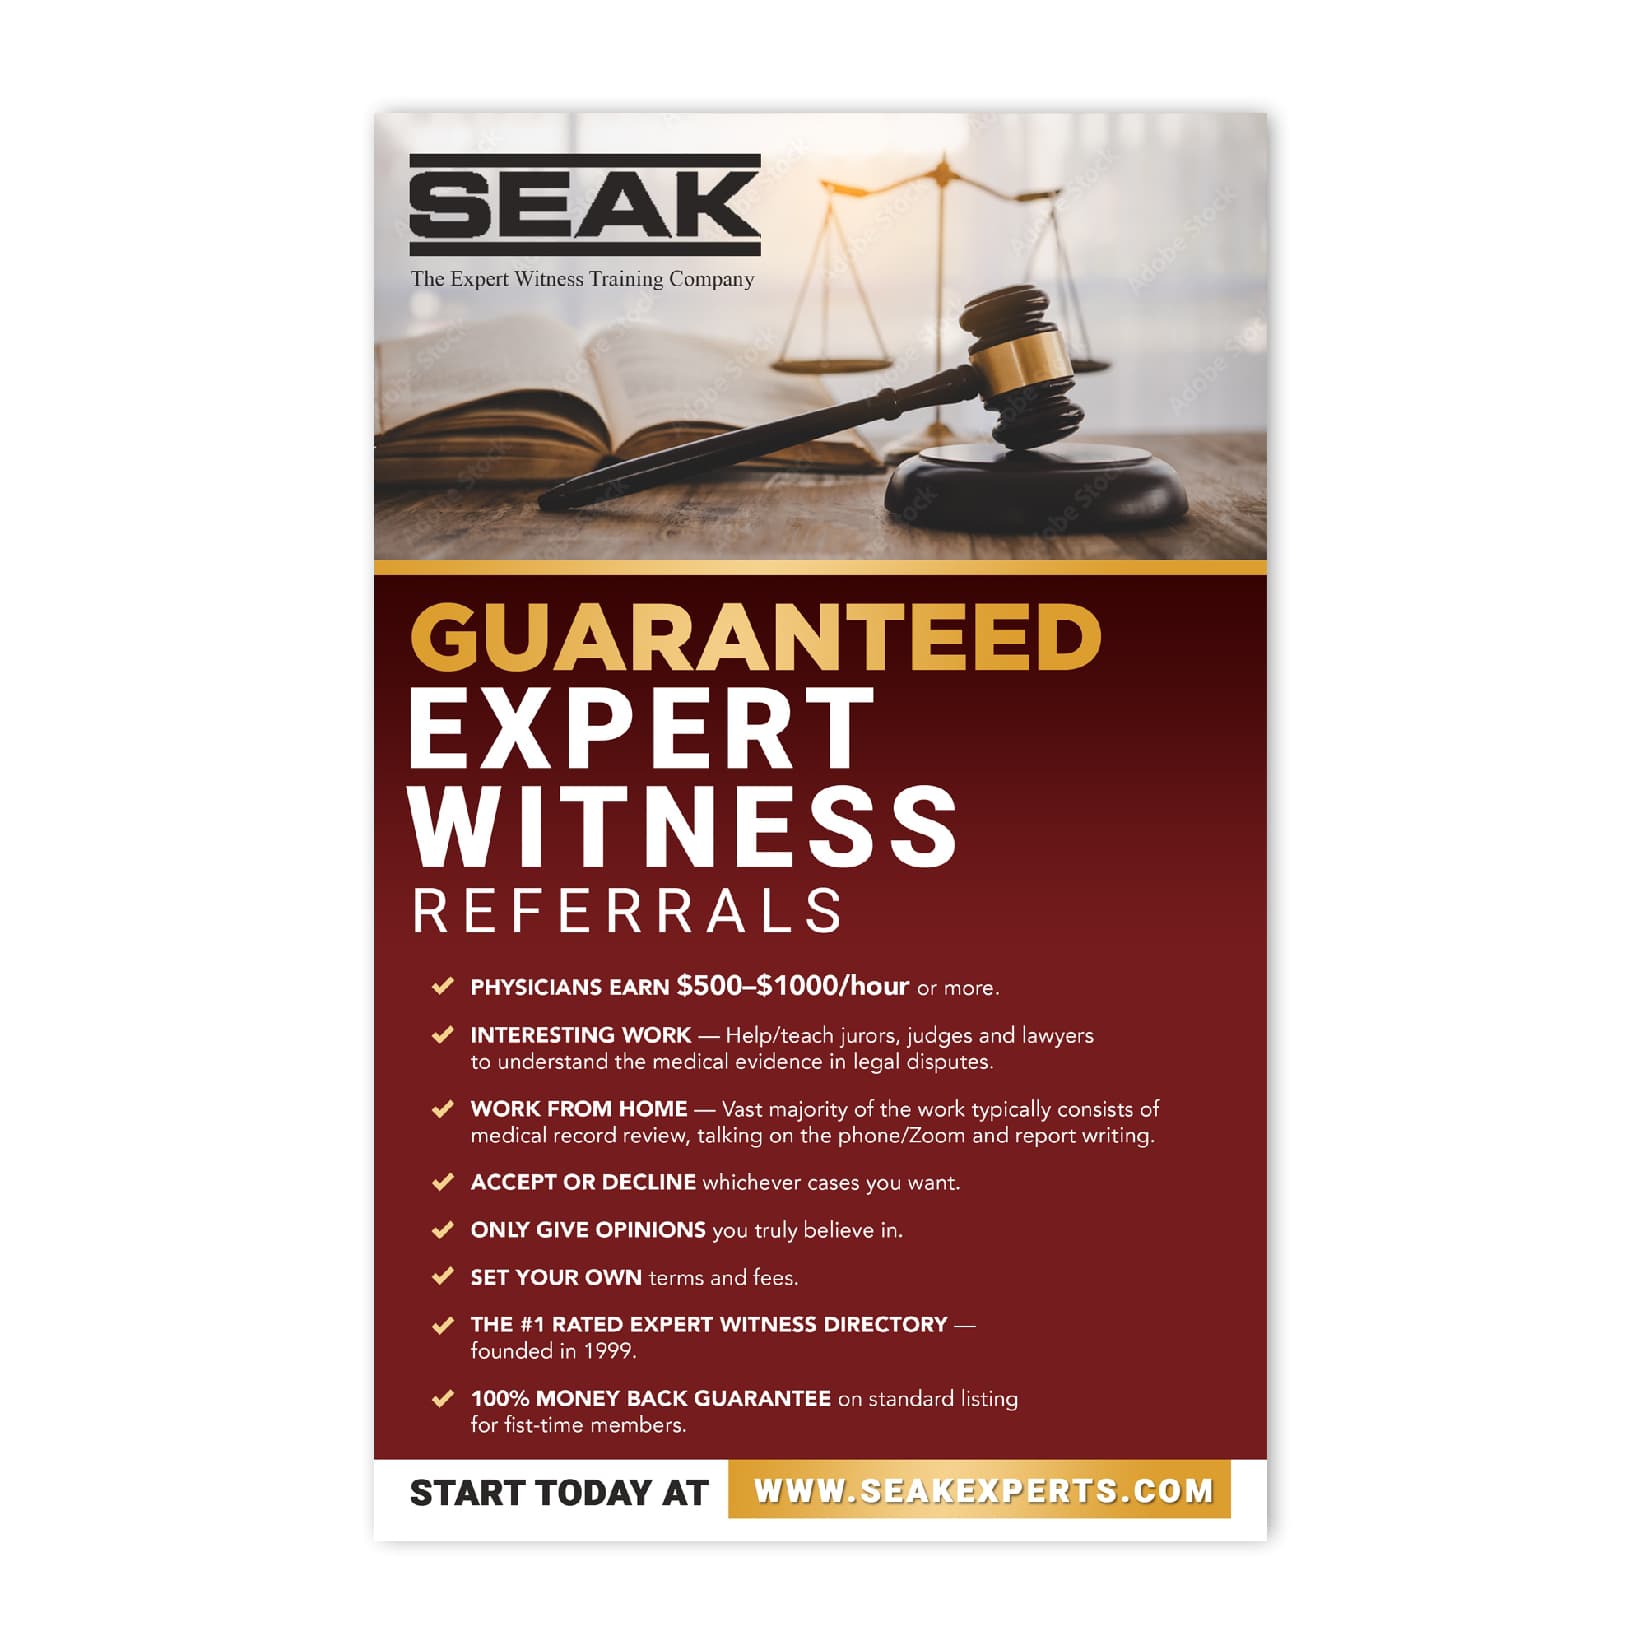 SEAK
The Expert Witness Training Company
GUARANTEED
EXPERT
WITNESS
REFERRALS
PHYSICIANS EARN $500–$1000/hour or more.
INTERESTING WORK — Help/teach jurors, judges and lawyers
to understand the medical evidence in legal disputes.
WORK FROM HOME — Vast majority of the work typically consists of
medical record review, talking on the phone/Zoom and report writing.
ACCEPT OR DECLINE whichever cases you want.
ONLY GIVE OPINIONS you truly believe in.
SET YOUR OWN terms and fees.
THE #1 RATED EXPERT WITNESS DIRECTORY —
founded in 1999.
100% MONEY BACK GUARANTEE on standard listing
for fist-time members.
START TODAY AT WWW.SEAKEXPERTS.COM